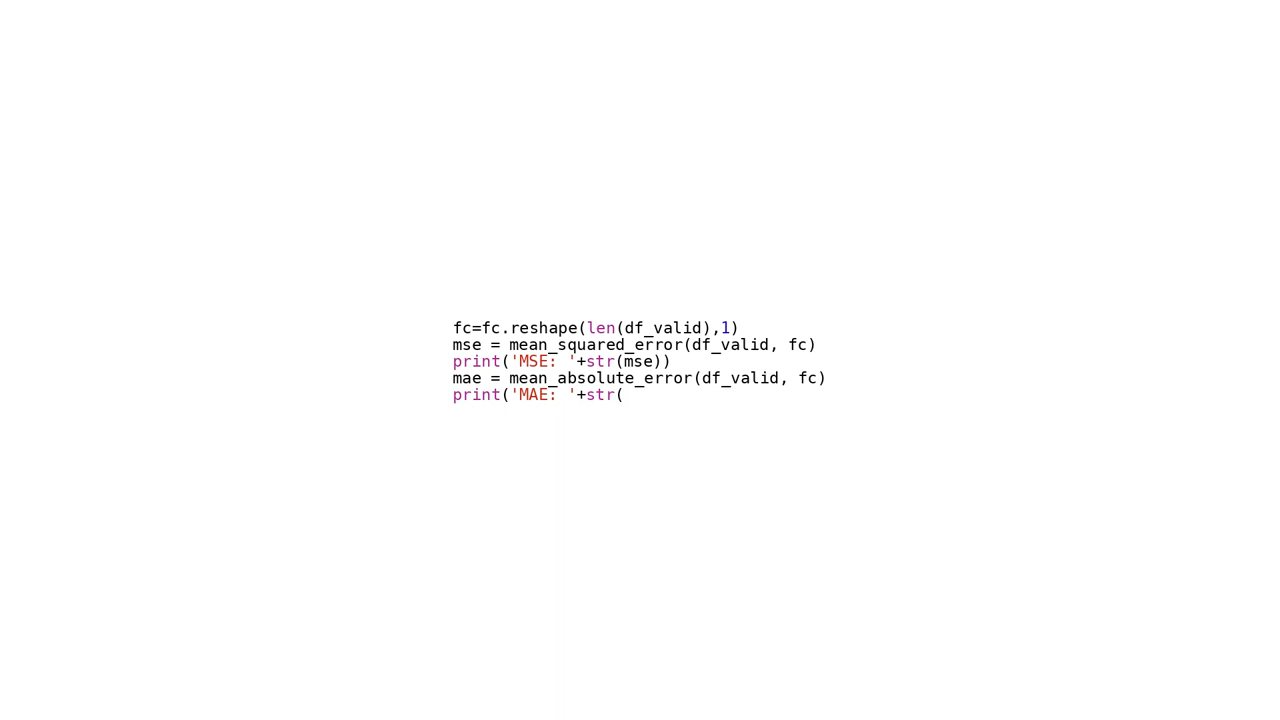 fc=fc.reshape(len(df_valid),1)
mse = mean_squared_error(df_valid, fc)
print('MSE: '+str(mse))
mae = mean_absolute_error(df_valid, fc)
print('MAE: '+str(